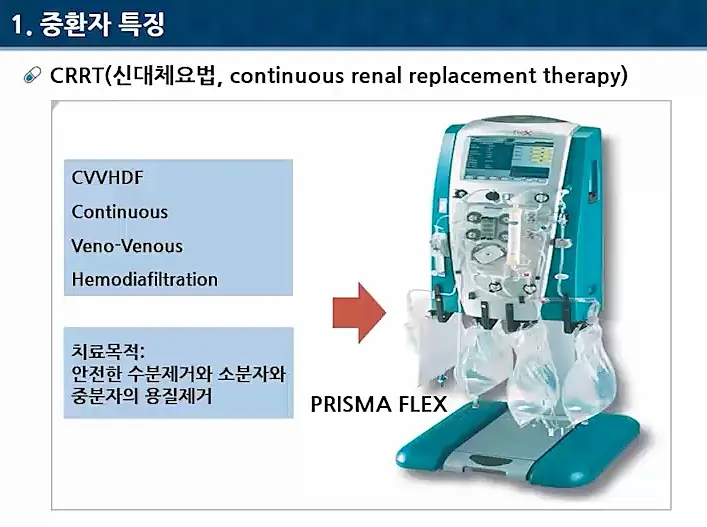 1. 중환자 특징
CRRT(신대체요법, continuous renal replacement therapy)
CVVHDF
Continuous
Veno-Venous
Hemodiafiltration
치료목적:
안전한 수분제거와 소분자와
중분자의 용질제거
PRISMA FLEX